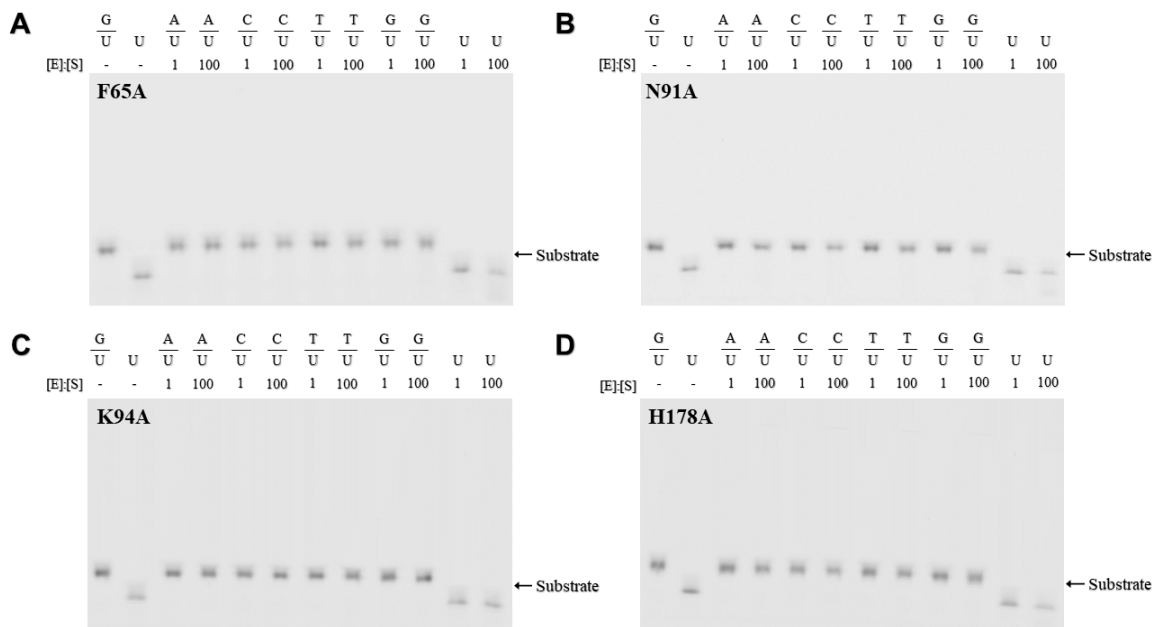 A
G A A C C T T G G
U U U U U U U U U U U U
[E]:[S] - - 1 100 1 100 1 100 1 100 1 100
F65A
← Substrate
B
G A A C C T T G G
U U U U U U U U U U U U
[E]:[S] - - 1 100 1 100 1 100 1 100 1 100
N91A
← Substrate
C
G A A C C T T G G
U U U U U U U U U U U U
[E]:[S] - - 1 100 1 100 1 100 1 100 1 100
K94A
← Substrate
D
G A A C C T T G G
U U U U U U U U U U U U
[E]:[S] - - 1 100 1 100 1 100 1 100 1 100
H178A
← Substrate